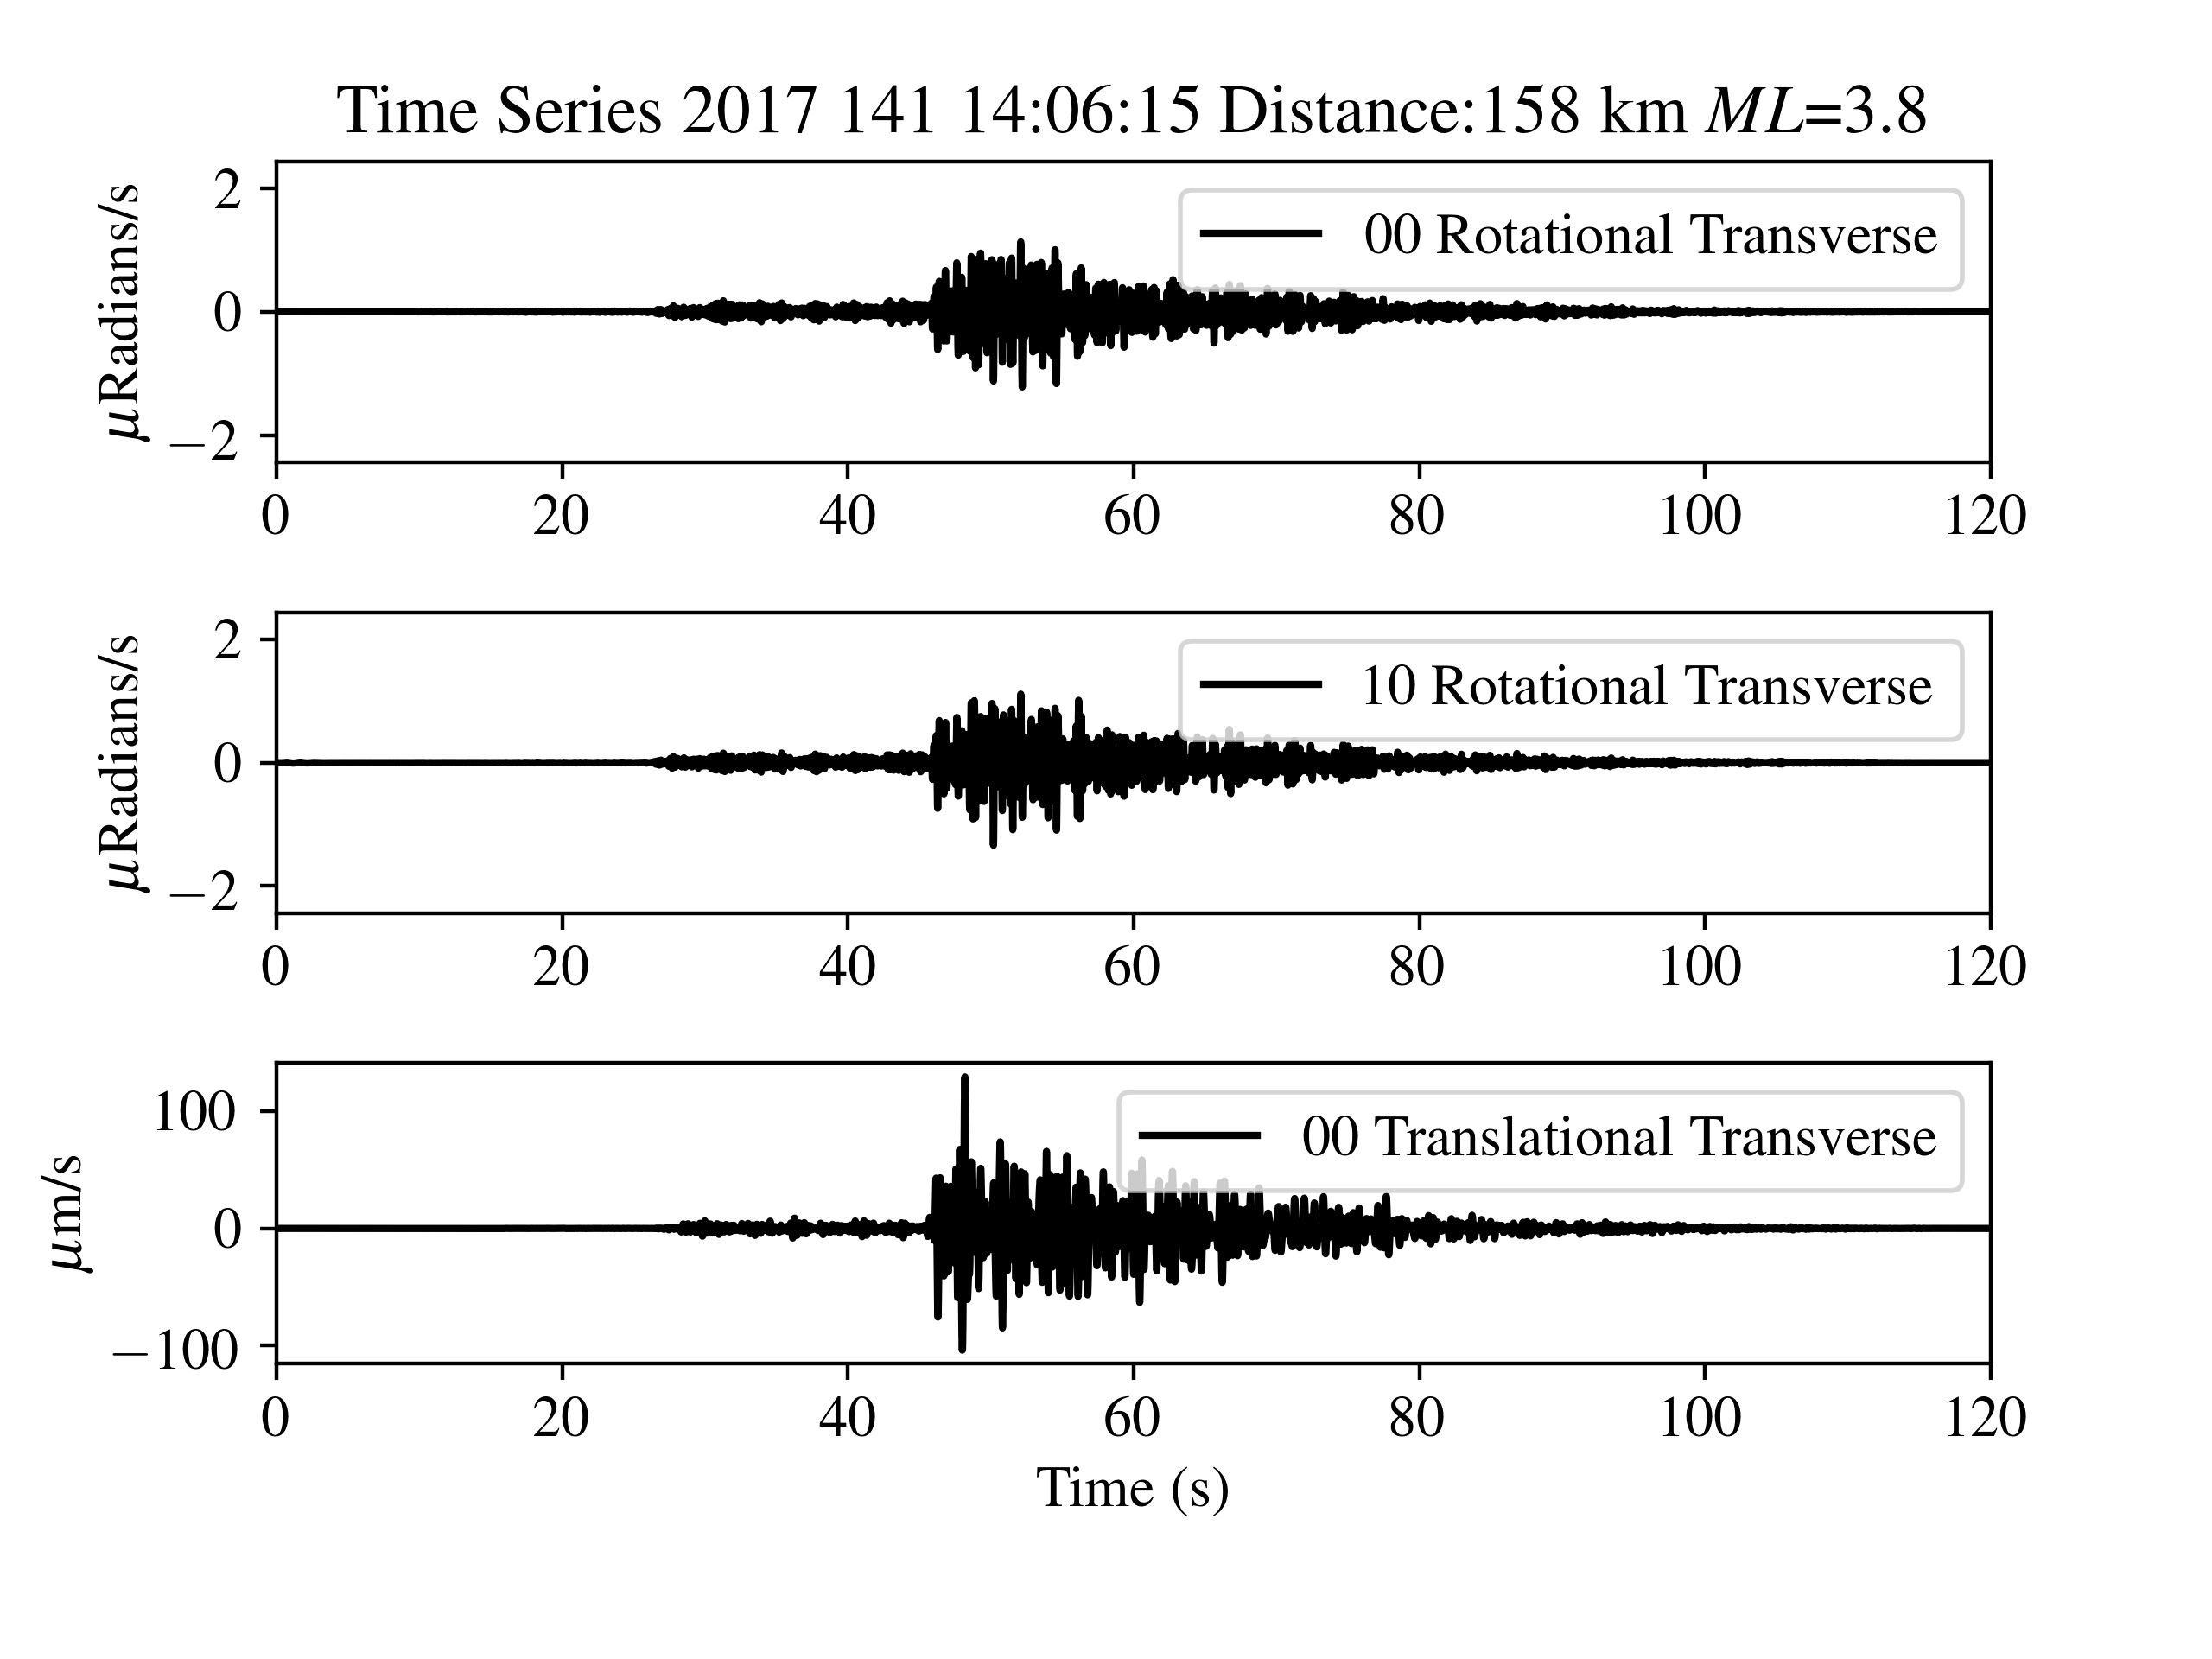 Time Series 2017 141 14:06:15 Distance:158 km ML=3.8
μRadians/s
2
0
−2
00 Rotational Transverse
0 20 40 60 80 100 120
μRadians/s
2
0
−2
10 Rotational Transverse
0 20 40 60 80 100 120
μm/s
100
0
−100
00 Translational Transverse
0 20 40 60 80 100 120
Time (s)